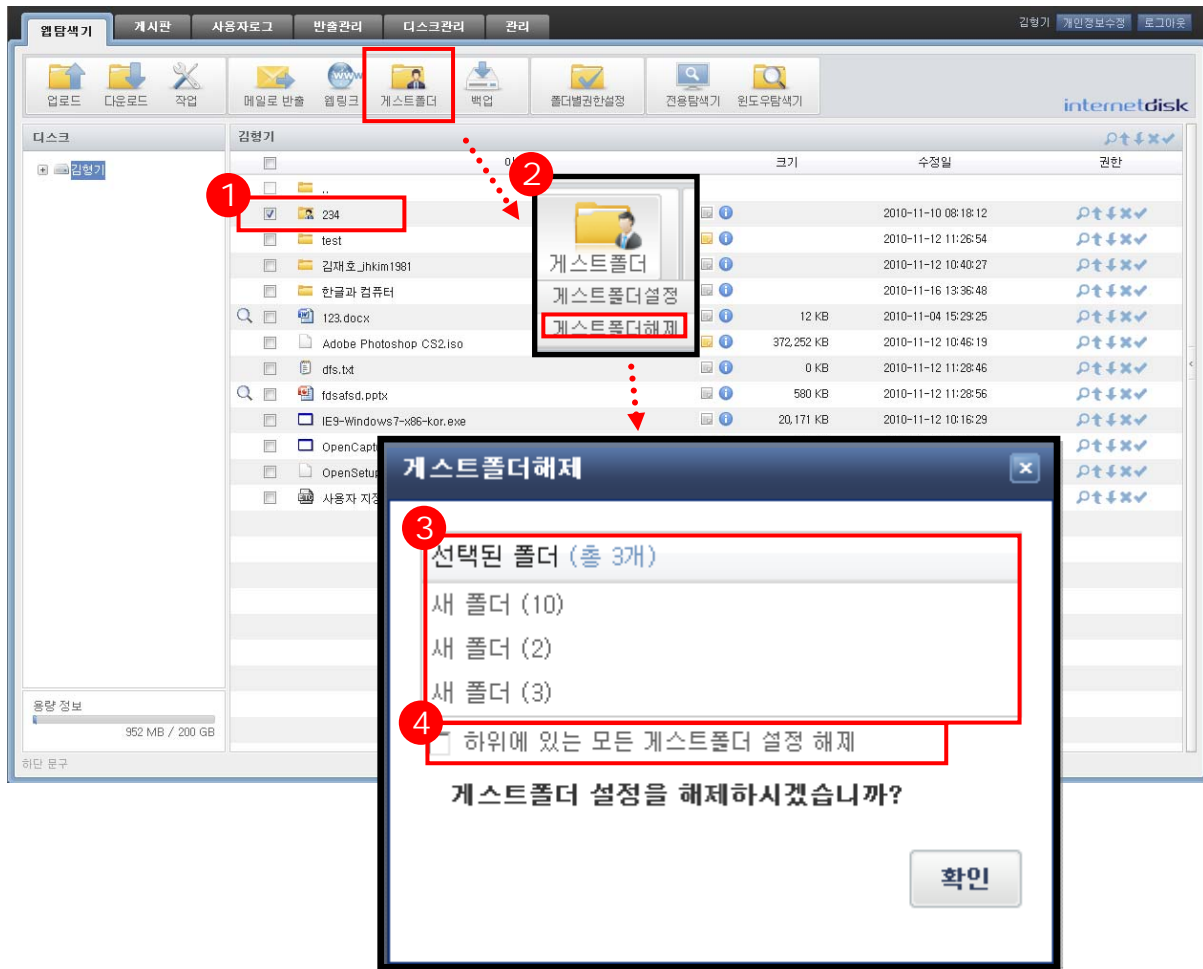 웹탐색기 게시판 사용자로그 반출관리 디스크관리 관리 김형기 개인정보수정 로그아웃
업로드 다운로드 작업 메일로 반출 웹링크 게스트폴더 백업 폴더별권한설정 전용탐색기 윈도우탐색기 internetdisk
디스크 김형기
김형기 크기 수정일 권한
..
1
2
234 2010-11-10 08:18:12
test 2010-11-12 11:26:54
김재호_jhkim1981 2010-11-12 10:40:27
한글과 컴퓨터 2010-11-16 13:36:48
123.docx 12 KB 2010-11-04 15:29:25
Adobe Photoshop CS2.iso 372,252 KB 2010-11-12 10:46:19
dfs.txt 0 KB 2010-11-12 11:28:46
fdsafsd.pptx 580 KB 2010-11-12 11:28:56
IE9-Windows7-x86-kor.exe 20,171 KB 2010-11-12 10:16:29
OpenCapt
OpenSetup
사용자 지정
게스트폴더
게스트폴더설정
게스트폴더해제
게스트폴더해제
3
선택된 폴더 (총 3개)
새 폴더 (10)
새 폴더 (2)
새 폴더 (3)
4
하위에 있는 모든 게스트폴더 설정 해제
게스트폴더 설정을 해제하시겠습니까?
확인
용량 정보
952 MB / 200 GB
하단 문구